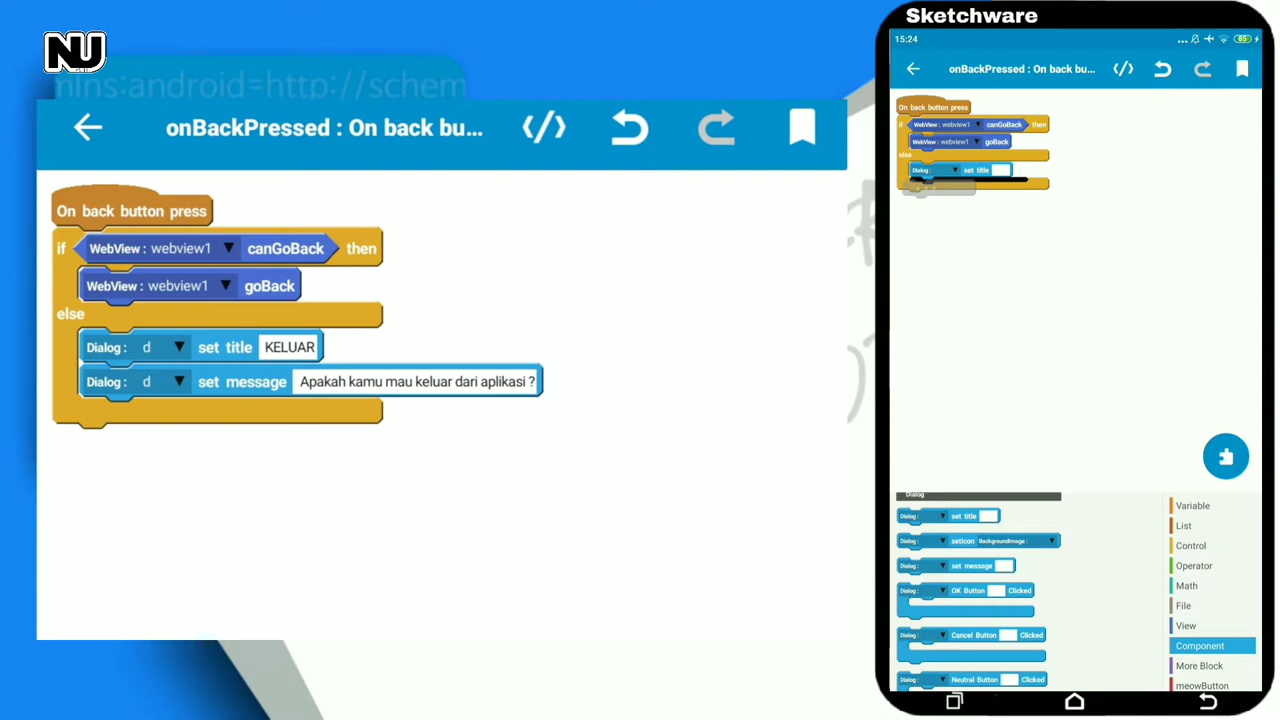 NU
mlns:android=http://schem
onBackPressed : On back bu...
</>
On back button press
if WebView : webview1 canGoBack then
WebView : webview1 goBack
else
Dialog : d set title KELUAR
Dialog : d set message Apakah kamu mau keluar dari aplikasi ?
Sketchware
15:24
85
onBackPressed : On back bu...
</>
On back button press
if WebView : webview1 canGoBack then
WebView : webview1 goBack
else
Dialog : set title
Dialog
Dialog : set title
Dialog : setIcon BackgroundImage :
Dialog : set message
Dialog : OK Button Clicked
Dialog : Cancel Button Clicked
Dialog : Neutral Button Clicked
Variable
List
Control
Operator
Math
File
View
Component
More Block
meowButton